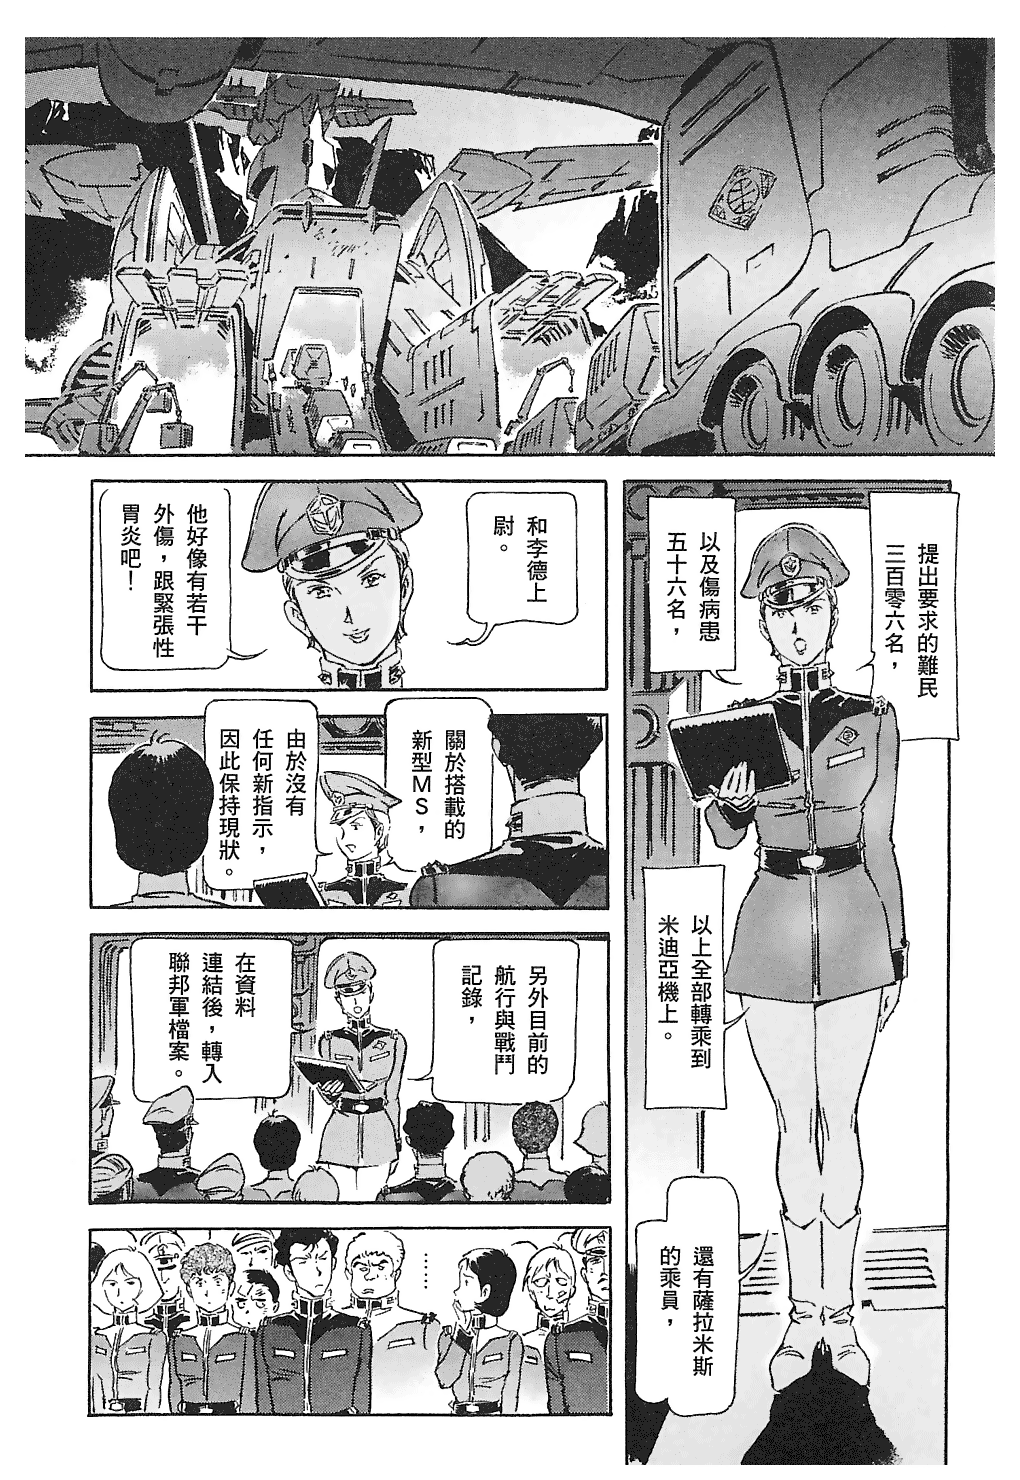 提出要求的難民
三百零六名，
以及傷病患
五十六名，
以上全部轉乘到
米迪亞機上。
還有薩拉米斯
的乘員，
和李德上
尉。
他好像有若干
外傷，跟緊張性
胃炎吧！
關於搭載的
新型MS，
由於沒有
任何新指示，
因此保持現狀。
另外目前的
航行與戰鬥
記錄，
在資料
連結後，轉入
聯邦軍檔案。
……